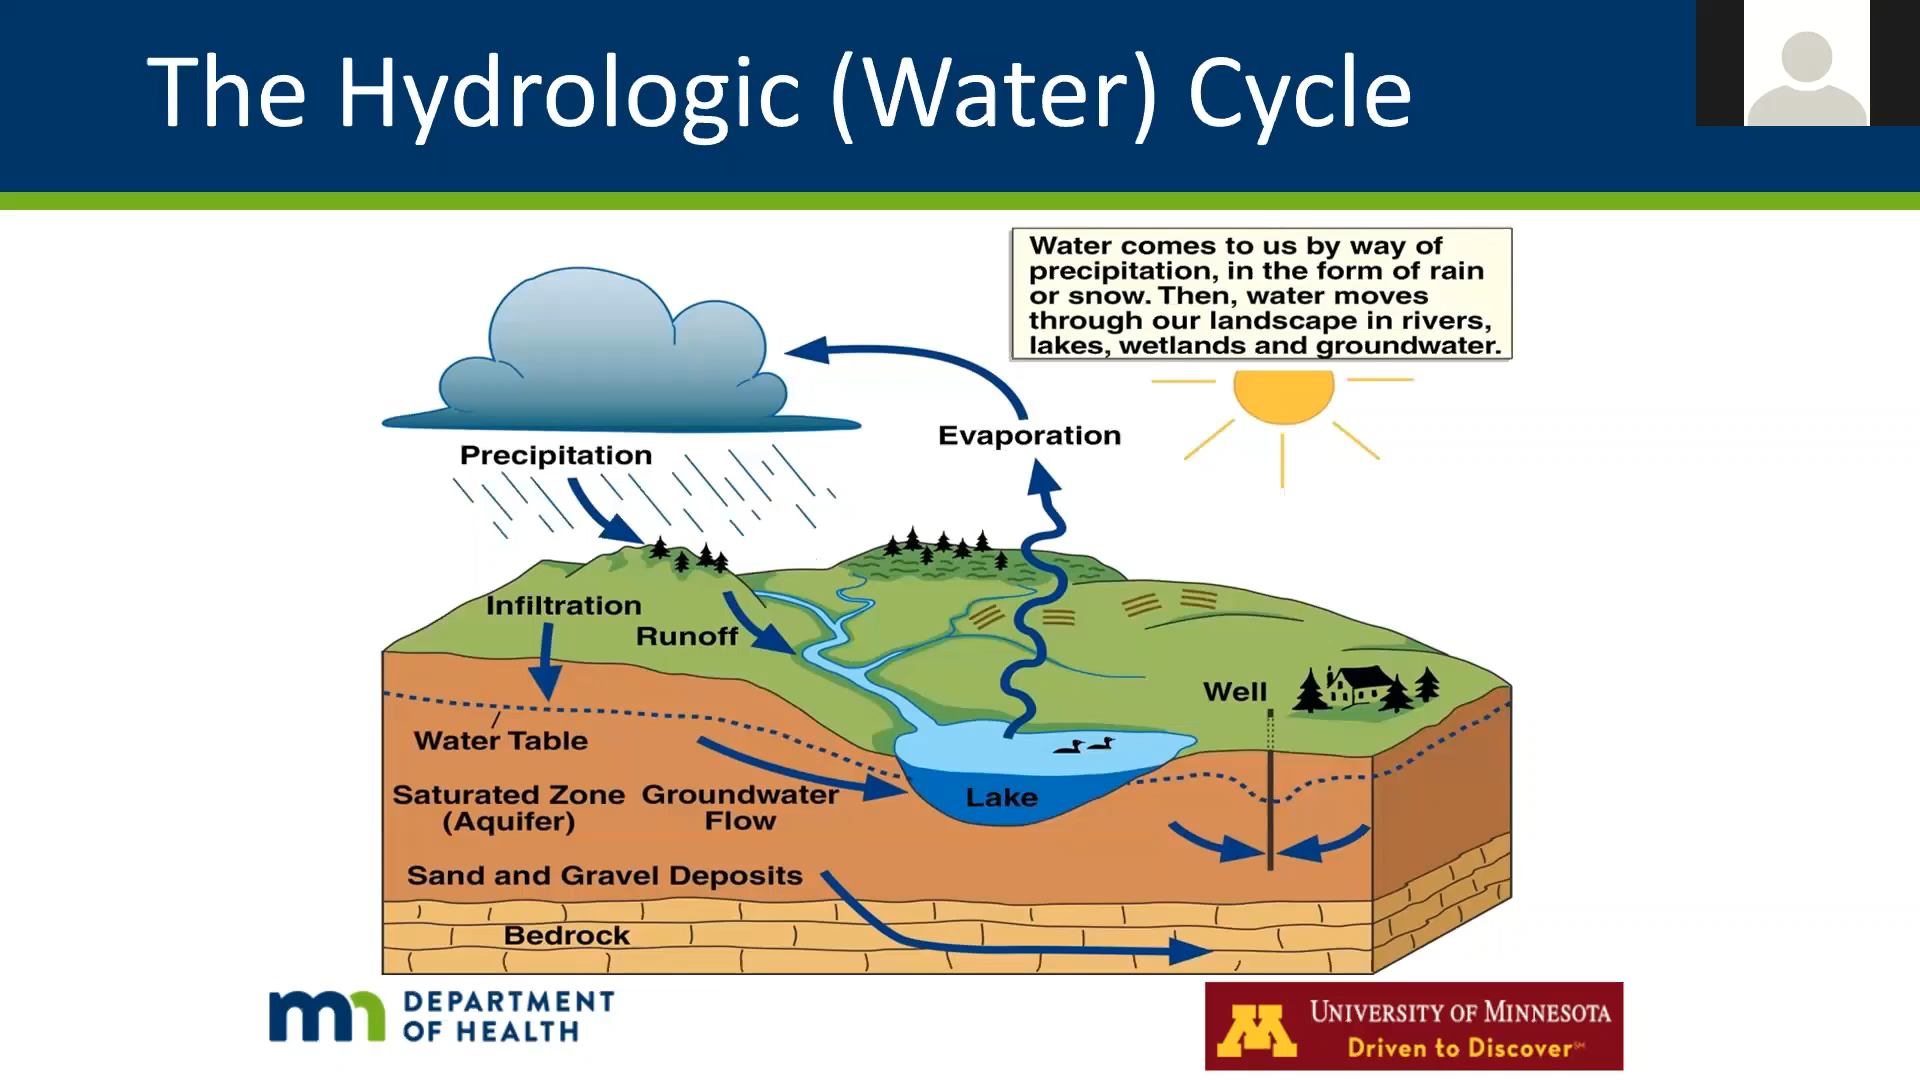 The Hydrologic (Water) Cycle
Water comes to us by way of
precipitation, in the form of rain
or snow. Then, water moves
through our landscape in rivers,
lakes, wetlands and groundwater.
Evaporation
Precipitation
Infiltration
Runoff
Well
Water Table
Saturated Zone
(Aquifer)
Groundwater
Flow
Lake
Sand and Gravel Deposits
Bedrock
mn
DEPARTMENT
OF HEALTH
M
UNIVERSITY OF MINNESOTA
Driven to Discover℠